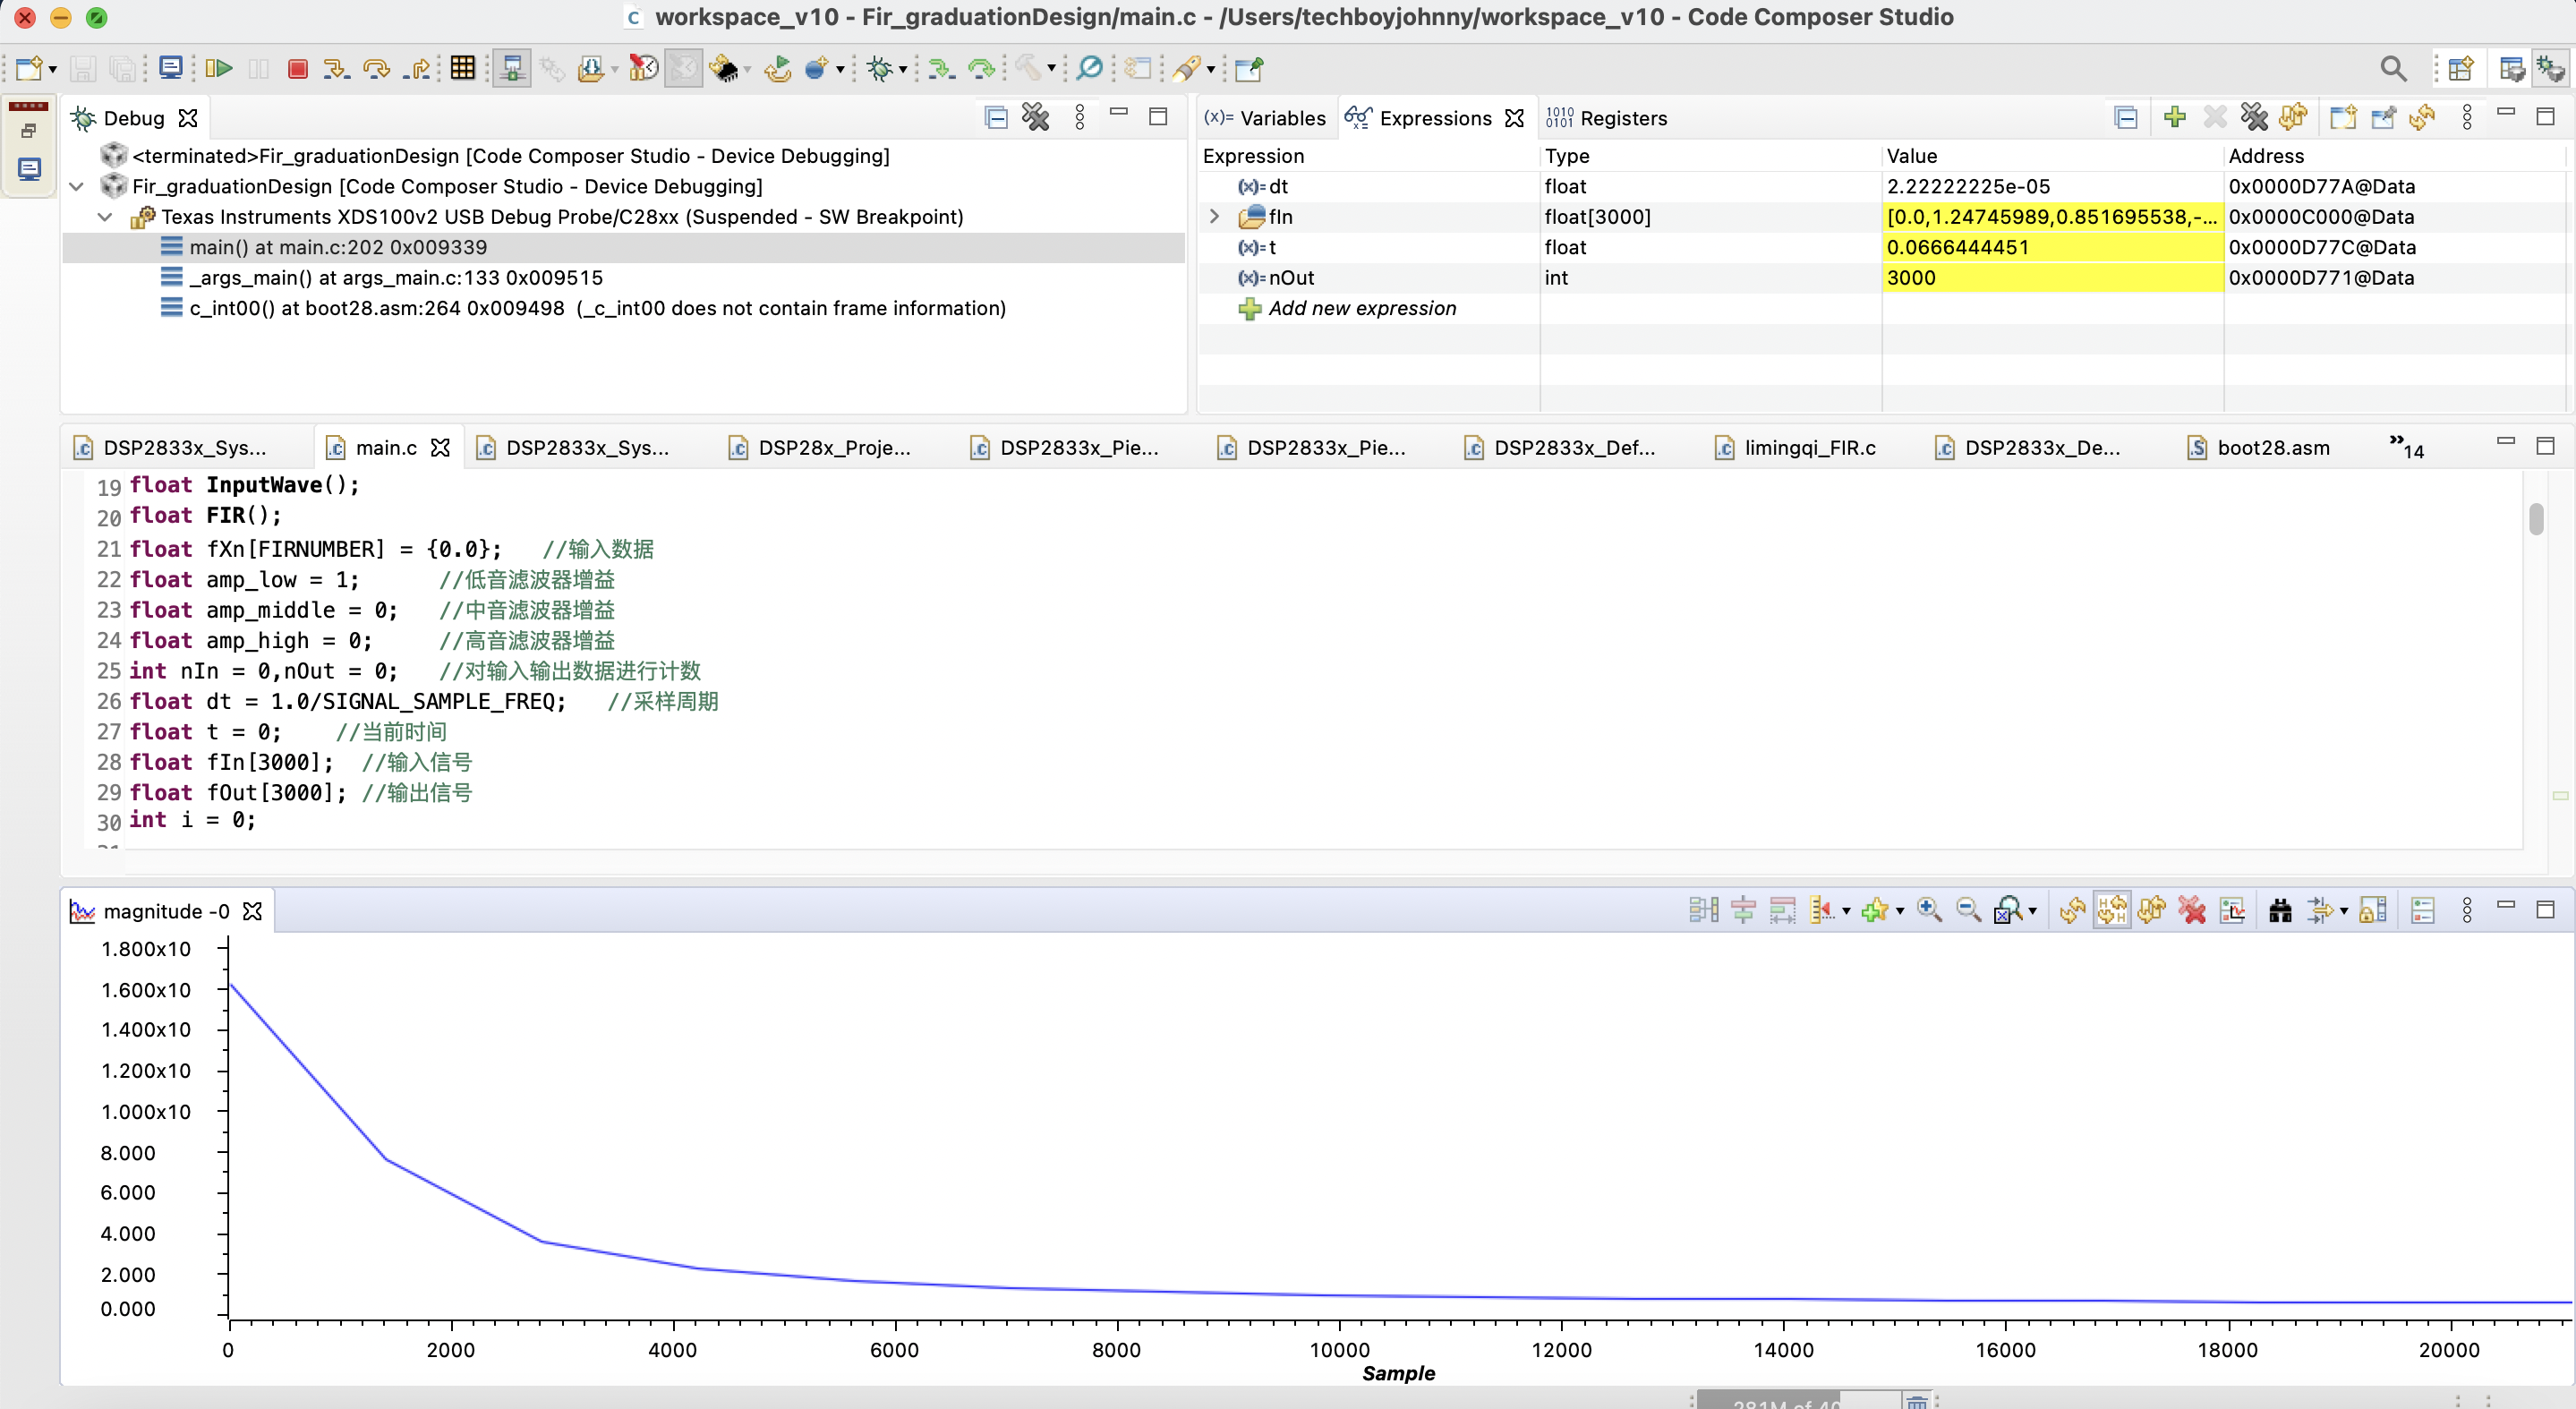 workspace_v10 - Fir_graduationDesign/main.c - /Users/techboyjohnny/workspace_v10 - Code Composer Studio
Debug
<terminated>Fir_graduationDesign [Code Composer Studio - Device Debugging]
Fir_graduationDesign [Code Composer Studio - Device Debugging]
Texas Instruments XDS100v2 USB Debug Probe/C28xx (Suspended - SW Breakpoint)
main() at main.c:202 0x009339
_args_main() at args_main.c:133 0x009515
c_int00() at boot28.asm:264 0x009498 (_c_int00 does not contain frame information)
(x)= Variables Expressions Registers
Expression Type Value Address
(x)= dt float 2.22222225e-05 0x0000D77A@Data
fIn float[3000] [0.0,1.24745989,0.851695538,-... 0x0000C000@Data
(x)= t float 0.0666444451 0x0000D77C@Data
(x)= nOut int 3000 0x0000D771@Data
Add new expression
DSP2833x_Sys... main.c DSP2833x_Sys... DSP28x_Proje... DSP2833x_Pie... DSP2833x_Pie... DSP2833x_Def... limingqi_FIR.c DSP2833x_De... boot28.asm »14
19 float InputWave();
20 float FIR();
21 float fXn[FIRNUMBER] = {0.0}; //输入数据
22 float amp_low = 1; //低音滤波器增益
23 float amp_middle = 0; //中音滤波器增益
24 float amp_high = 0; //高音滤波器增益
25 int nIn = 0,nOut = 0; //对输入输出数据进行计数
26 float dt = 1.0/SIGNAL_SAMPLE_FREQ; //采样周期
27 float t = 0; //当前时间
28 float fIn[3000]; //输入信号
29 float fOut[3000]; //输出信号
30 int i = 0;
magnitude -0
1.800x10
1.600x10
1.400x10
1.200x10
1.000x10
8.000
6.000
4.000
2.000
0.000
0 2000 4000 6000 8000 10000 12000 14000 16000 18000 20000
Sample